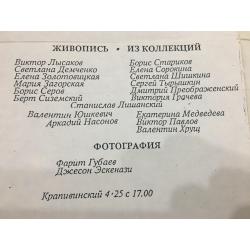 ЖИВОПИСЬ • ИЗ КОЛЛЕКЦИЙ
Виктор Лысаков Борис Стариков
Светлана Демченко Елена Сорокина
Елена Золотовицкая Светлана Шишкина
Мария Загорская Сергей Тырышкин
Борис Серов Дмитрий Преображенский
Берт Сиземский Виктория Грачева
Станислав Лишанский
Валентин Юшкевич Екатерина Медведева
Аркадий Насонов Виктор Павлов
Валентин Хрущ
ФОТОГРАФИЯ
Фарит Губаев
Джесон Эскенази
Крапивинский 4•25 с 17.00